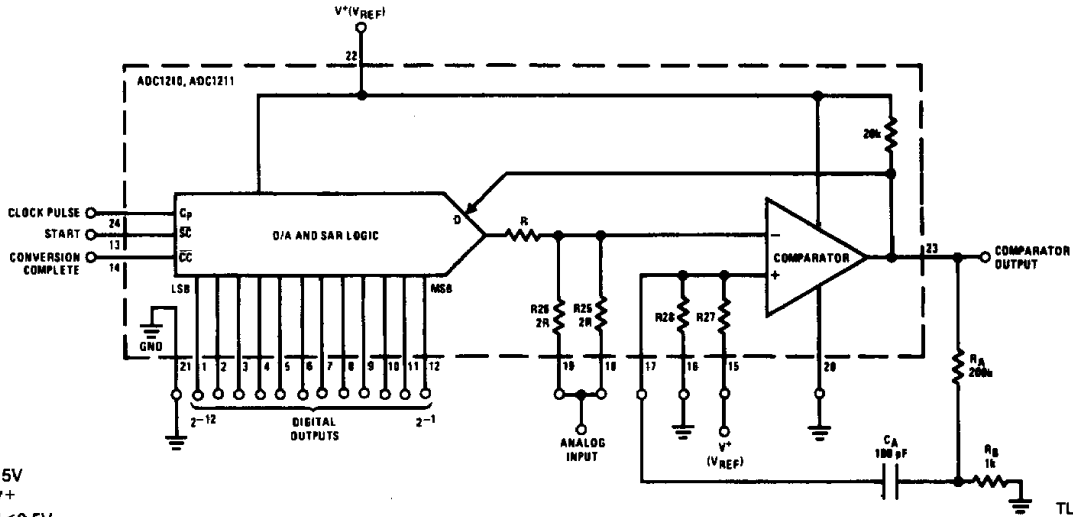 V+(VREF)
22
ADC1210, ADC1211
20k
CLOCK PULSE
24
CP
D
R
START
13
SC
D/A AND SAR LOGIC
COMPARATOR
−
+
23
COMPARATOR OUTPUT
CONVERSION COMPLETE
14
CC
LSB
MSB
R26
2R
R25
2R
R28
R27
GND
21
1
2
3
4
5
6
7
8
9
10
11
12
19
18
17
16
15
20
RA
200k
2−12
DIGITAL OUTPUTS
2−1
ANALOG INPUT
V+
(VREF)
CA
100 pF
RB
1k
5V
TL